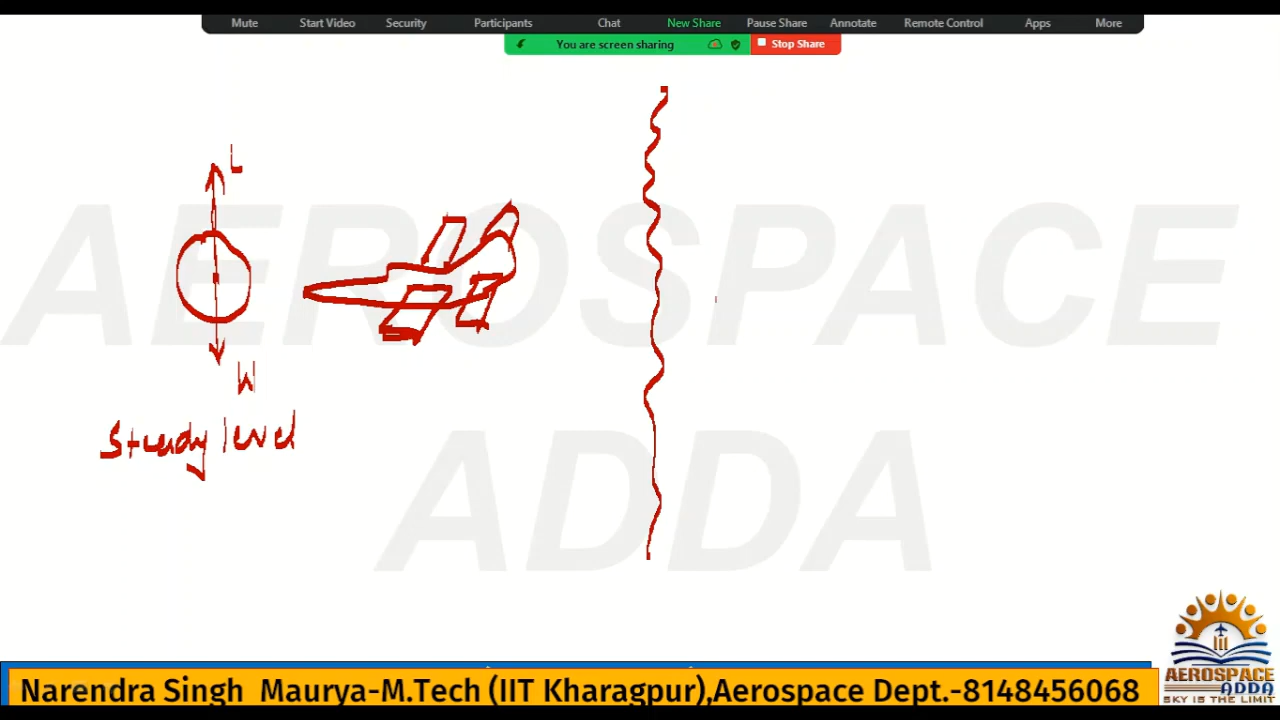 Mute Start Video Security Participants Chat New Share Pause Share Annotate Remote Control Apps More
You are screen sharing Stop Share
L
W
Steady level
AEROSPACE
ADDA
Narendra Singh Maurya-M.Tech (IIT Kharagpur),Aerospace Dept.-8148456068
AEROSPACE
ADDA
SKY IS THE LIMIT